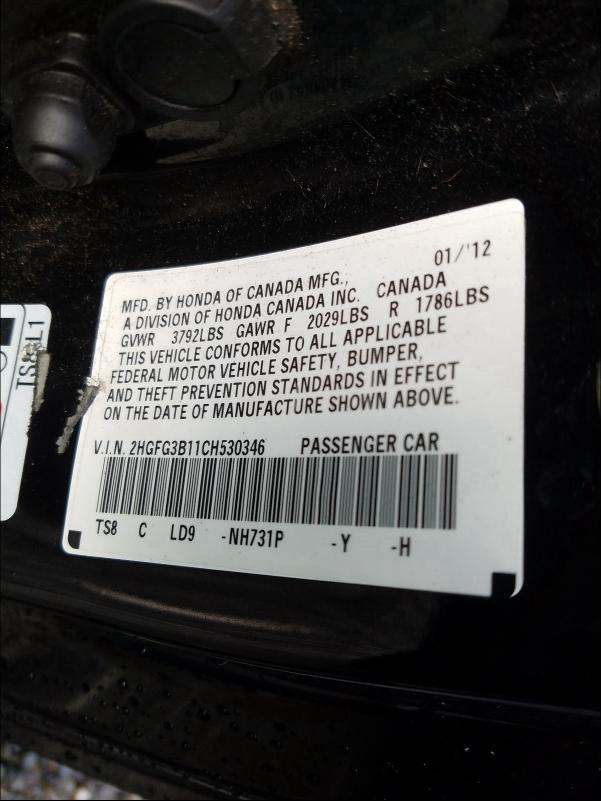 01/'12
MFD. BY HONDA OF CANADA MFG.,
A DIVISION OF HONDA CANADA INC. CANADA
GVWR 3792LBS GAWR F 2029LBS R 1786LBS
THIS VEHICLE CONFORMS TO ALL APPLICABLE
FEDERAL MOTOR VEHICLE SAFETY, BUMPER,
AND THEFT PREVENTION STANDARDS IN EFFECT
ON THE DATE OF MANUFACTURE SHOWN ABOVE.
V.I.N. 2HGFG3B11CH530346 PASSENGER CAR
TS8 C LD9 -NH731P -Y -H